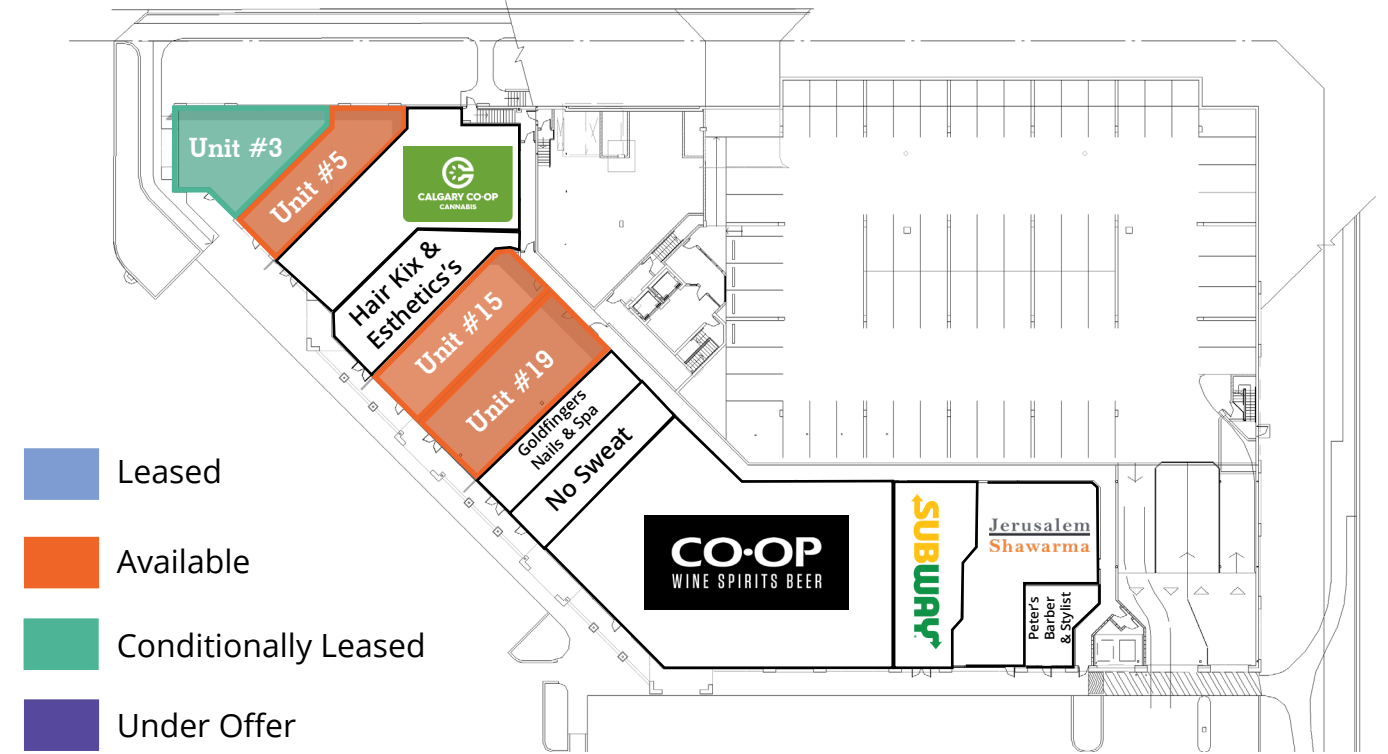 Unit #3
Unit #5
CALGARY CO·OP
CANNABIS
Hair Kix &
Esthetics's
Unit #15
Unit #19
Goldfingers
Nails & Spa
No Sweat
CO·OP
WINE SPIRITS BEER
SUBWAY
Jerusalem
Shawarma
Peter's
Barber
& Stylist
Leased
Available
Conditionally Leased
Under Offer